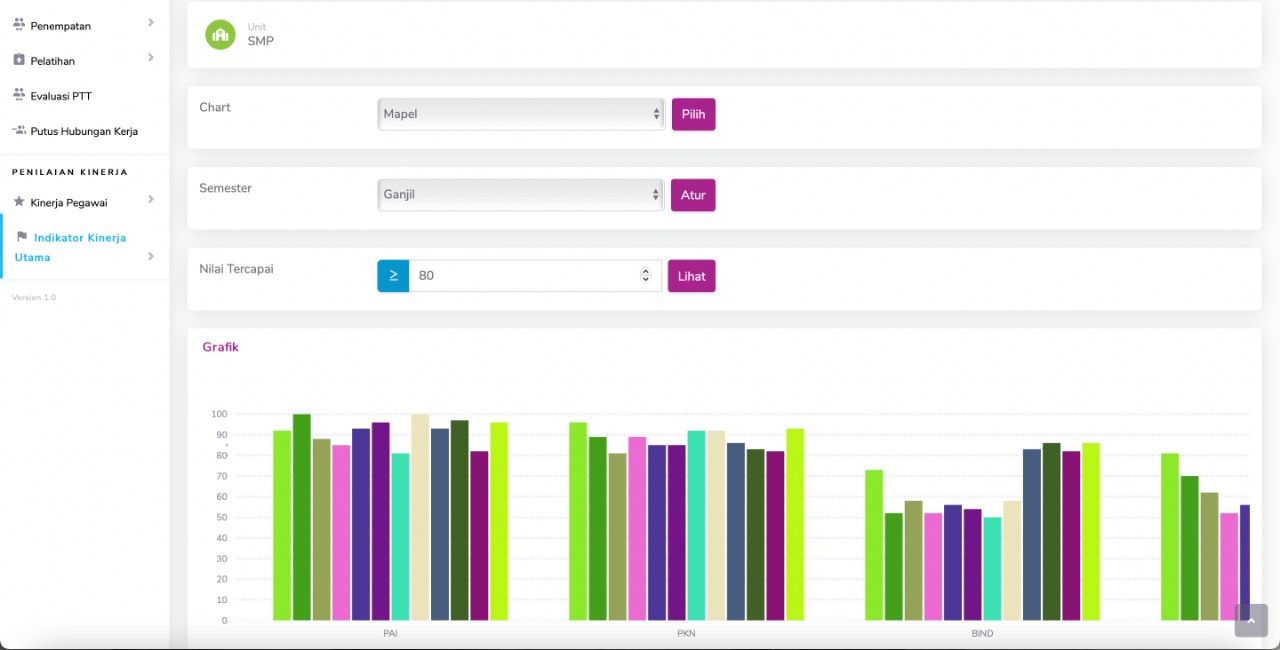 Penempatan
Pelatihan
Evaluasi PTT
Putus Hubungan Kerja
PENILAIAN KINERJA
Kinerja Pegawai
Indikator Kinerja
Utama
Version 1.0
Unit
SMP
Chart
Mapel
Pilih
Semester
Ganjil
Atur
Nilai Tercapai
≥
80
Lihat
Grafik
100
90
80
70
60
50
40
30
20
10
0
PAI
PKN
BIND